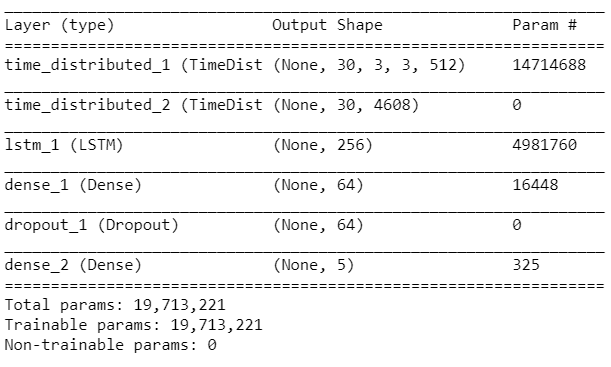 _________________________________________________________________
Layer (type)                 Output Shape              Param #
=================================================================
time_distributed_1 (TimeDist (None, 30, 3, 3, 512)     14714688
_________________________________________________________________
time_distributed_2 (TimeDist (None, 30, 4608)          0
_________________________________________________________________
lstm_1 (LSTM)                (None, 256)               4981760
_________________________________________________________________
dense_1 (Dense)              (None, 64)                16448
_________________________________________________________________
dropout_1 (Dropout)          (None, 64)                0
_________________________________________________________________
dense_2 (Dense)              (None, 5)                 325
=================================================================
Total params: 19,713,221
Trainable params: 19,713,221
Non-trainable params: 0